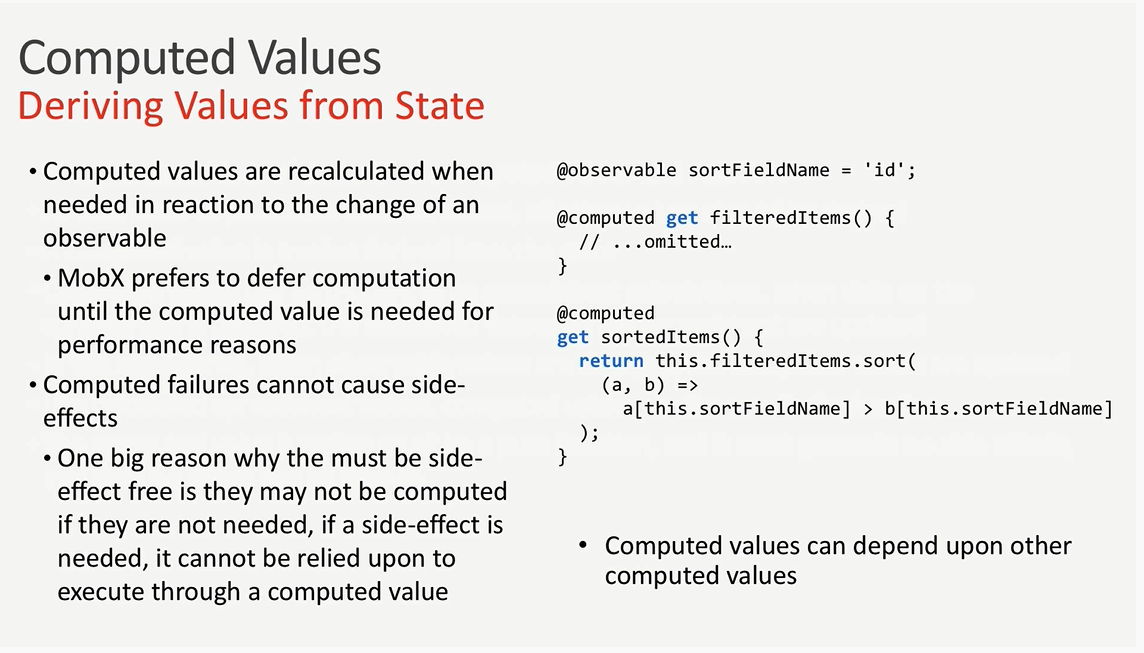 Computed Values
Deriving Values from State
• Computed values are recalculated when
needed in reaction to the change of an
observable
• MobX prefers to defer computation
until the computed value is needed for
performance reasons
• Computed failures cannot cause side-
effects
• One big reason why the must be side-
effect free is they may not be computed
if they are not needed, if a side-effect is
needed, it cannot be relied upon to
execute through a computed value
@observable sortFieldName = 'id';
@computed get filteredItems() {
// ...omitted…
}
@computed
get sortedItems() {
return this.filteredItems.sort(
(a, b) =>
a[this.sortFieldName] > b[this.sortFieldName]
);
}
• Computed values can depend upon other
computed values